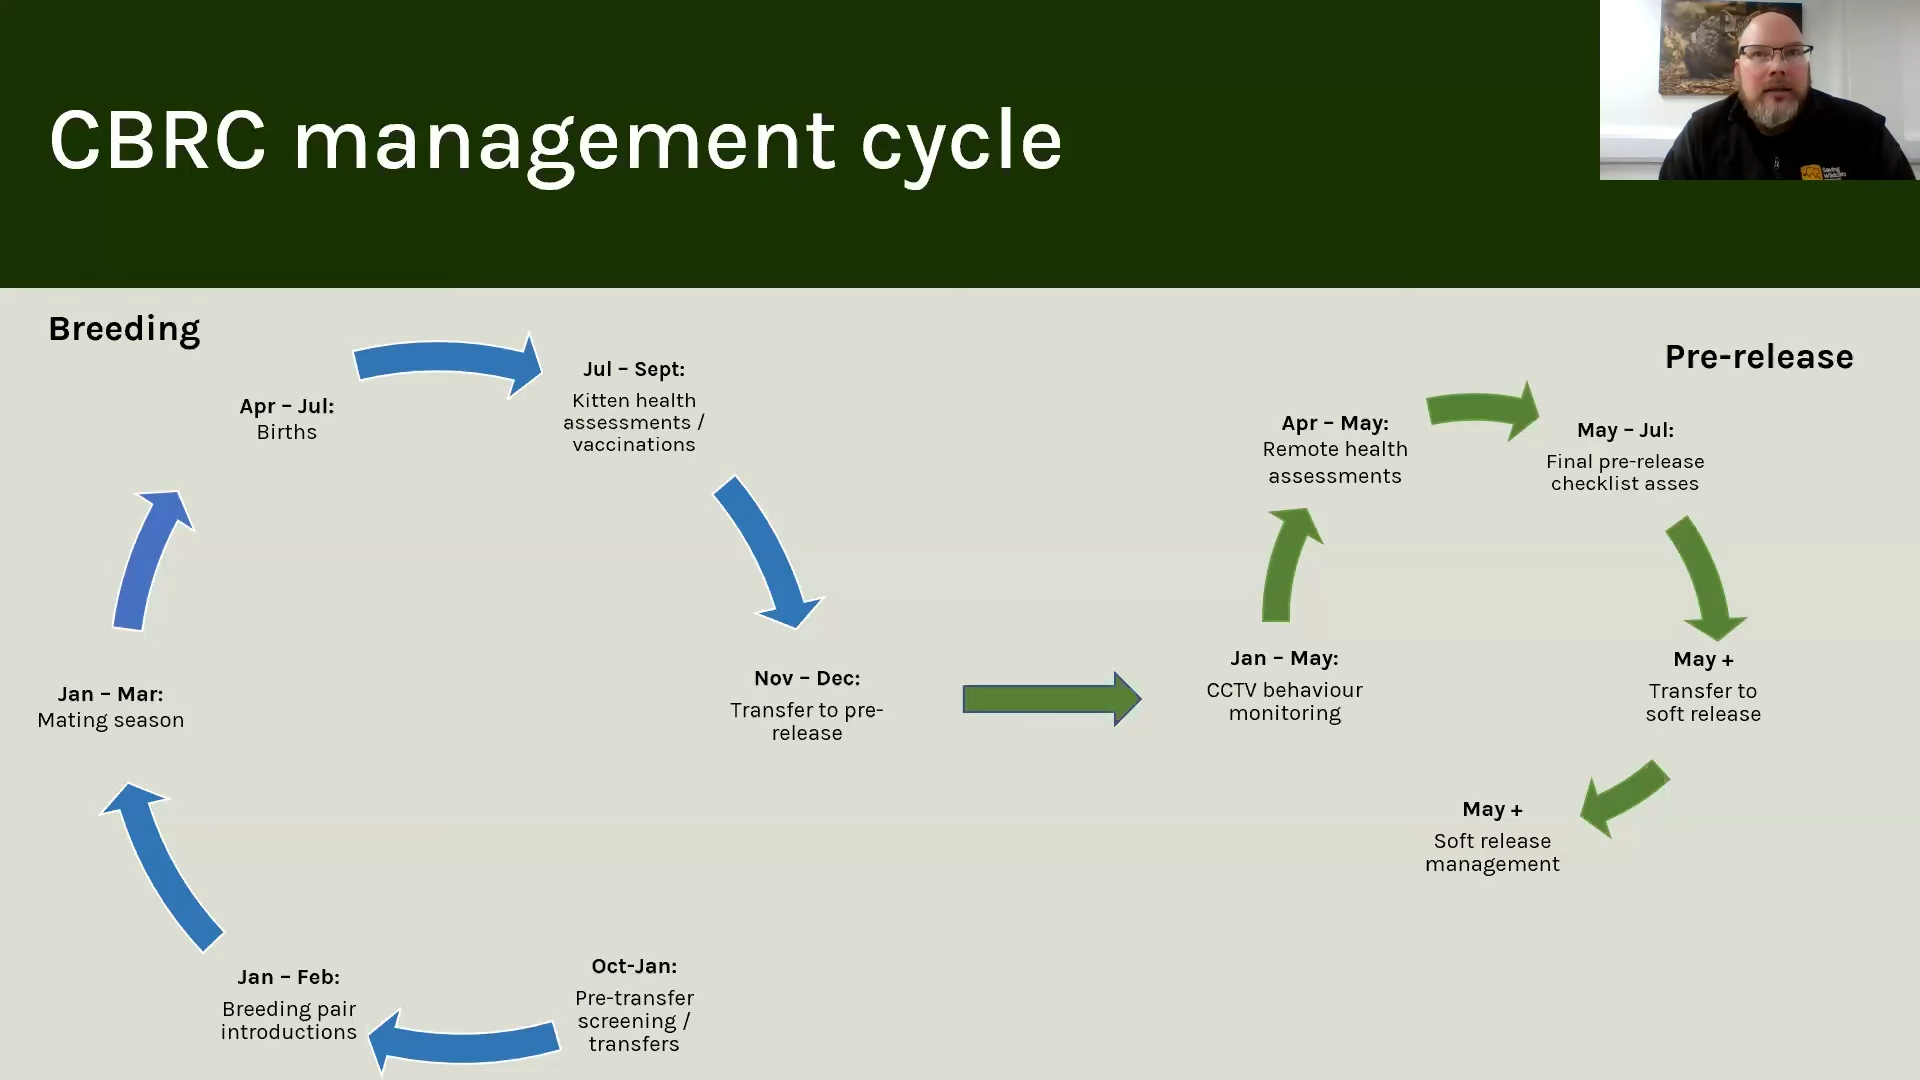 CBRC management cycle
Saving
Wildcats
Breeding
Pre-release
Apr – Jul:
Births
Jul – Sept:
Kitten health
assessments /
vaccinations
Nov – Dec:
Transfer to pre-
release
Jan – Mar:
Mating season
Jan – Feb:
Breeding pair
introductions
Oct-Jan:
Pre-transfer
screening /
transfers
Jan – May:
CCTV behaviour
monitoring
Apr – May:
Remote health
assessments
May – Jul:
Final pre-release
checklist asses
May +
Transfer to
soft release
May +
Soft release
management